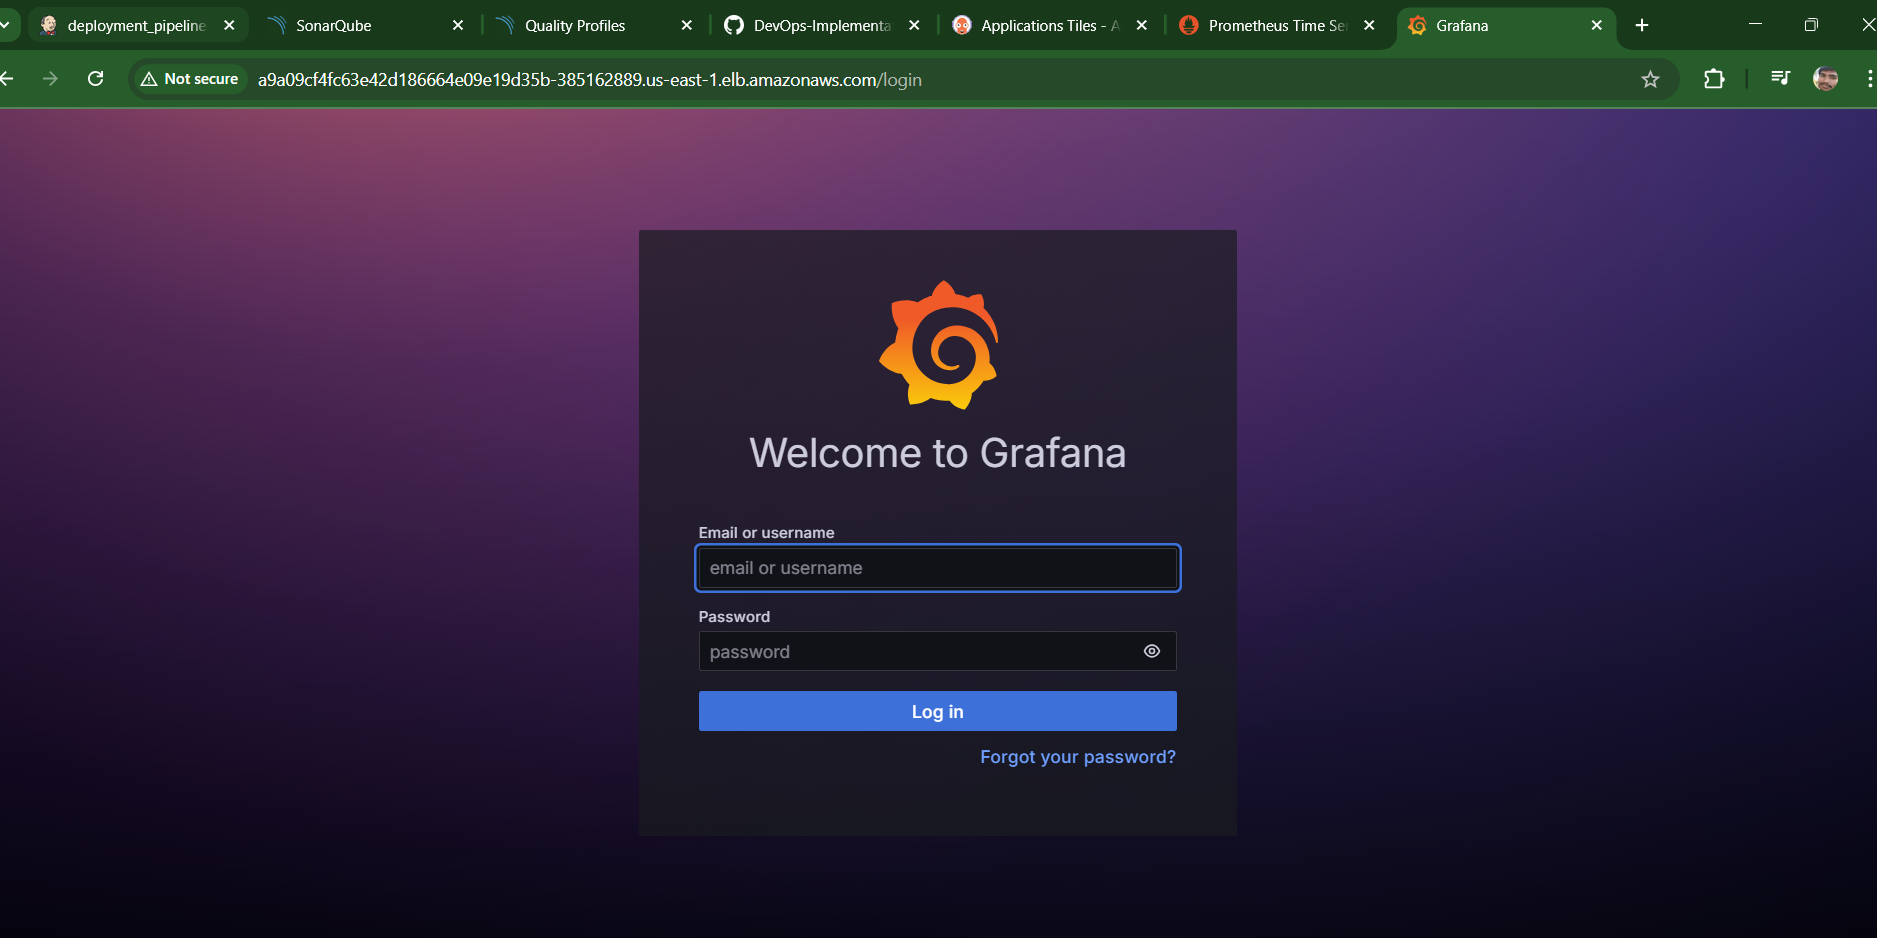 deployment_pipeline
SonarQube
Quality Profiles
DevOps-Implementa
Applications Tiles - A
Prometheus Time Se
Grafana
Not secure
a9a09cf4fc63e42d186664e09e19d35b-385162889.us-east-1.elb.amazonaws.com/login
Welcome to Grafana
Email or username
email or username
Password
password
Log in
Forgot your password?